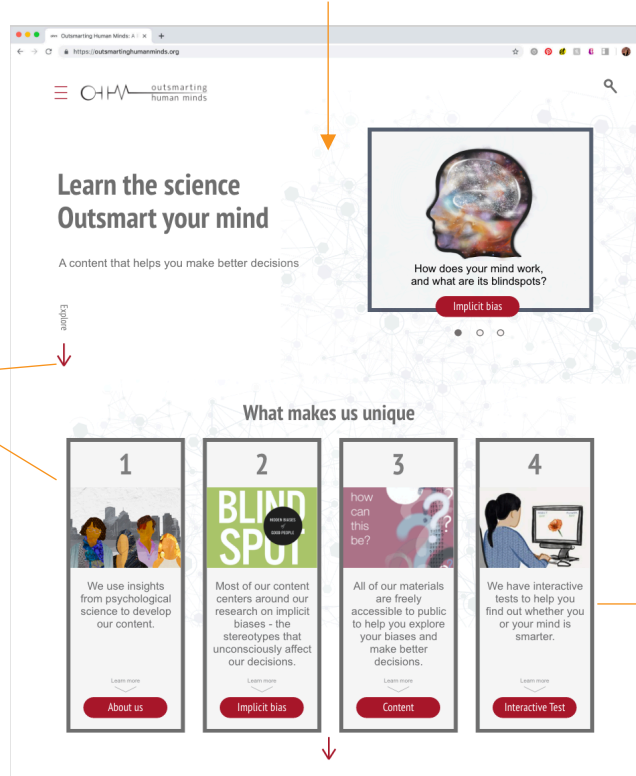 Outsmarting Human Minds: A S
https://outsmartinghumanminds.org
outsmarting
human minds
Learn the science
Outsmart your mind
A content that helps you make better decisions
Explore
How does your mind work,
and what are its blindspots?
Implicit bias
What makes us unique
1
We use insights
from psychological
science to develop
our content.
Learn more
About us
2
BLIND
SPOT
HIDDEN BIASES
of
GOOD PEOPLE
Most of our content
centers around our
research on implicit
biases - the
stereotypes that
unconsciously affect
our decisions.
Learn more
Implicit bias
3
how
can
this
be?
All of our materials
are freely
accessible to public
to help you explore
your biases and
make better
decisions.
Learn more
Content
4
We have interactive
tests to help you
find out whether you
or your mind is
smarter.
Learn more
Interactive Test